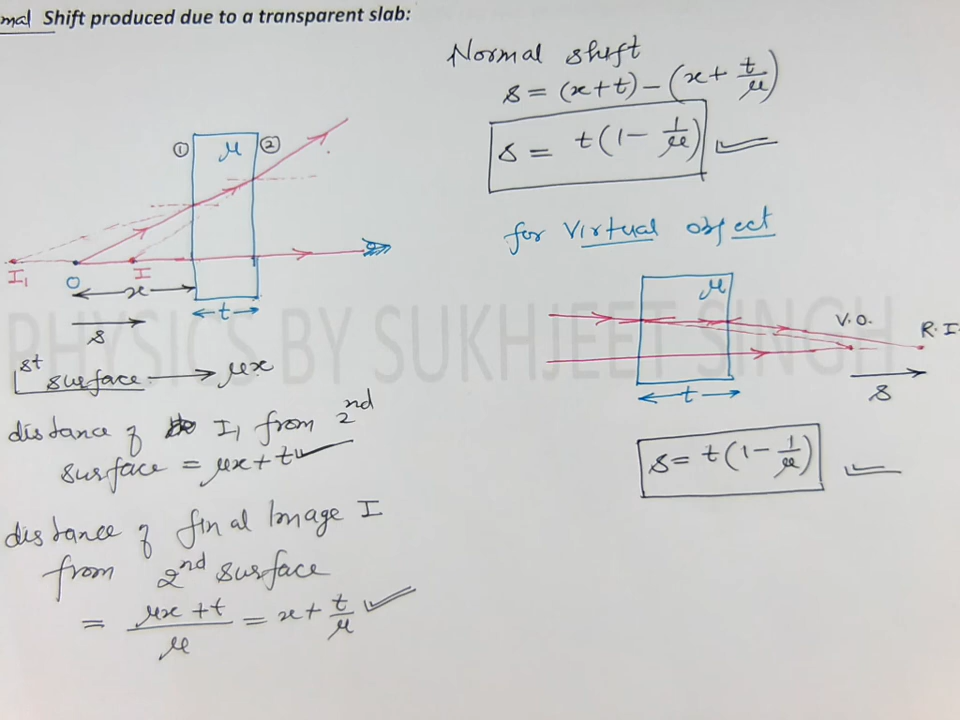 mal Shift produced due to a transparent slab:
Normal shift
s = (x+t) - (x + t/μ)
s = t(1 - 1/μ)
① μ ②
I₁ O I
x
t
s
1st surface → μx
distance of I₁ from 2nd
surface = μx + t
distance of final Image I
from 2nd surface
= (μx + t)/μ = x + t/μ
for Virtual object
μ
V.O.
R.I
t
s
s = t(1 - 1/μ)
PHYSICS BY SUKHJEET SINGH